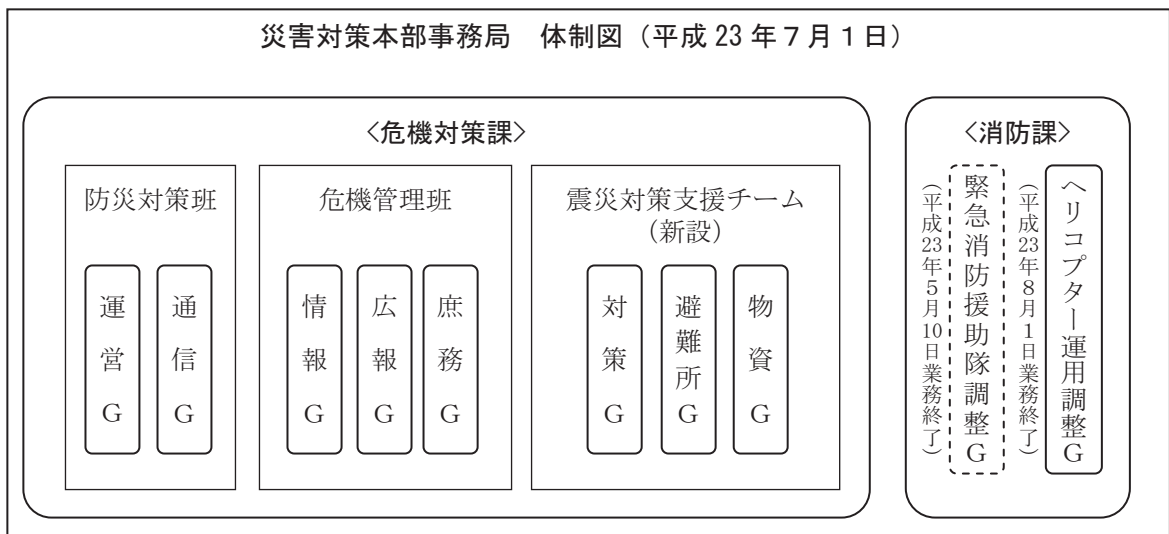 災害対策本部事務局　体制図（平成 23 年７月１日）
<危機対策課>
防災対策班
運営G
通信G
危機管理班
情報G
広報G
庶務G
震災対策支援チーム
（新設）
対策G
避難所G
物資G
<消防課>
ヘリコプター運用調整G
（平成23年８月１日業務終了）
緊急消防援助隊調整G
（平成23年５月10日業務終了）